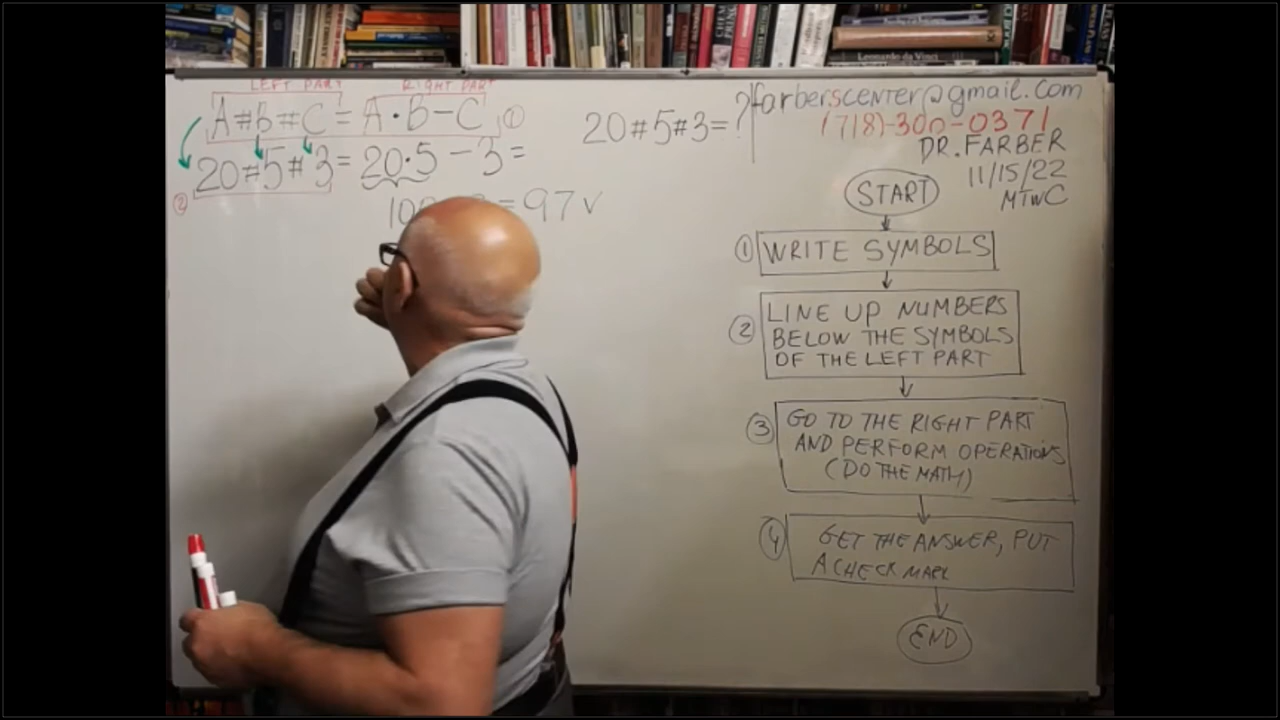 LEFT PART RIGHT PART
A#b#C = A·B-C ①
20#5#3 = 20·5 - 3 =
②
= 97 √
20#5#3=?
farberscenter@gmail.com
(718)-300-0371
DR. FARBER
11/15/22
MTWC
START
① WRITE SYMBOLS
② LINE UP NUMBERS
BELOW THE SYMBOLS
OF THE LEFT PART
③ GO TO THE RIGHT PART
AND PERFORM OPERATIONS
(DO THE MATH)
④ GET THE ANSWER, PUT
A CHECK MARK
END
Leonardo da Vinci